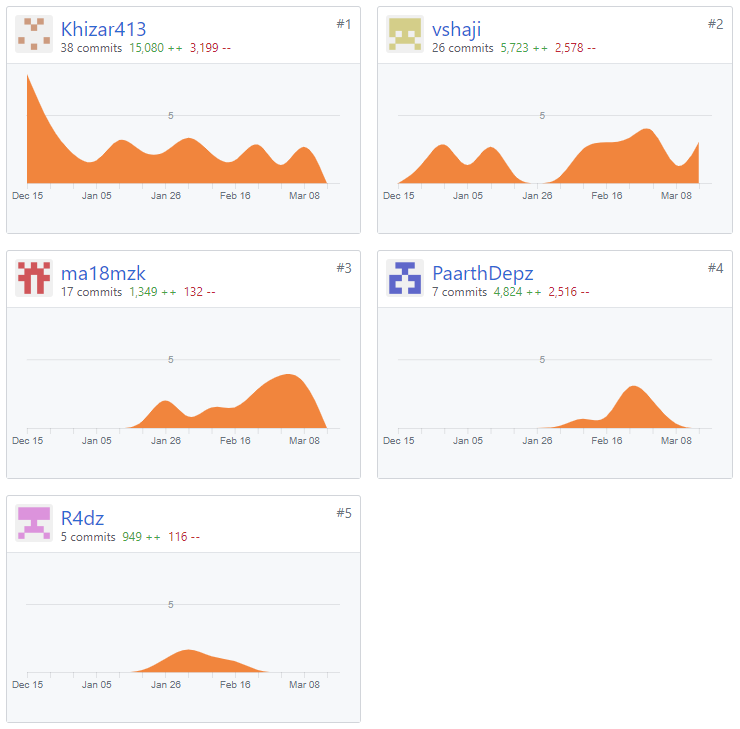 Khizar413 #1
38 commits 15,080 ++ 3,199 --
5
Dec 15 Jan 05 Jan 26 Feb 16 Mar 08
vshaji #2
26 commits 5,723 ++ 2,578 --
5
Dec 15 Jan 05 Jan 26 Feb 16 Mar 08
ma18mzk #3
17 commits 1,349 ++ 132 --
5
Dec 15 Jan 05 Jan 26 Feb 16 Mar 08
PaarthDepz #4
7 commits 4,824 ++ 2,516 --
5
Dec 15 Jan 05 Jan 26 Feb 16 Mar 08
R4dz #5
5 commits 949 ++ 116 --
5
Dec 15 Jan 05 Jan 26 Feb 16 Mar 08